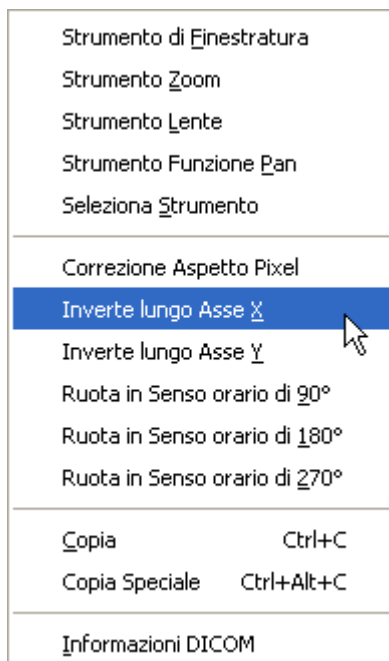 Strumento di Finestratura
Strumento Zoom
Strumento Lente
Strumento Funzione Pan
Seleziona Strumento
Correzione Aspetto Pixel
Inverte lungo Asse X
Inverte lungo Asse Y
Ruota in Senso orario di 90°
Ruota in Senso orario di 180°
Ruota in Senso orario di 270°
Copia Ctrl+C
Copia Speciale Ctrl+Alt+C
Informazioni DICOM